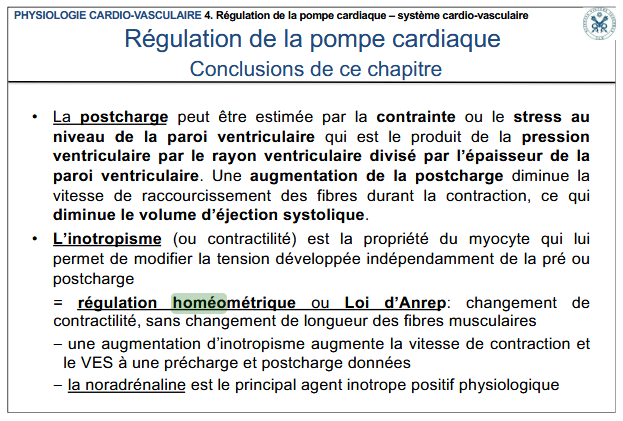 PHYSIOLOGIE CARDIO-VASCULAIRE 4. Régulation de la pompe cardiaque – système cardio-vasculaire
Régulation de la pompe cardiaque
Conclusions de ce chapitre
• La postcharge peut être estimée par la contrainte ou le stress au
niveau de la paroi ventriculaire qui est le produit de la pression
ventriculaire par le rayon ventriculaire divisé par l'épaisseur de la
paroi ventriculaire. Une augmentation de la postcharge diminue la
vitesse de raccourcissement des fibres durant la contraction, ce qui
diminue le volume d'éjection systolique.
• L'inotropisme (ou contractilité) est la propriété du myocyte qui lui
permet de modifier la tension développée indépendamment de la pré ou
postcharge
= régulation homéométrique ou Loi d'Anrep: changement de
contractilité, sans changement de longueur des fibres musculaires
– une augmentation d'inotropisme augmente la vitesse de contraction et
le VES à une précharge et postcharge données
– la noradrénaline est le principal agent inotrope positif physiologique